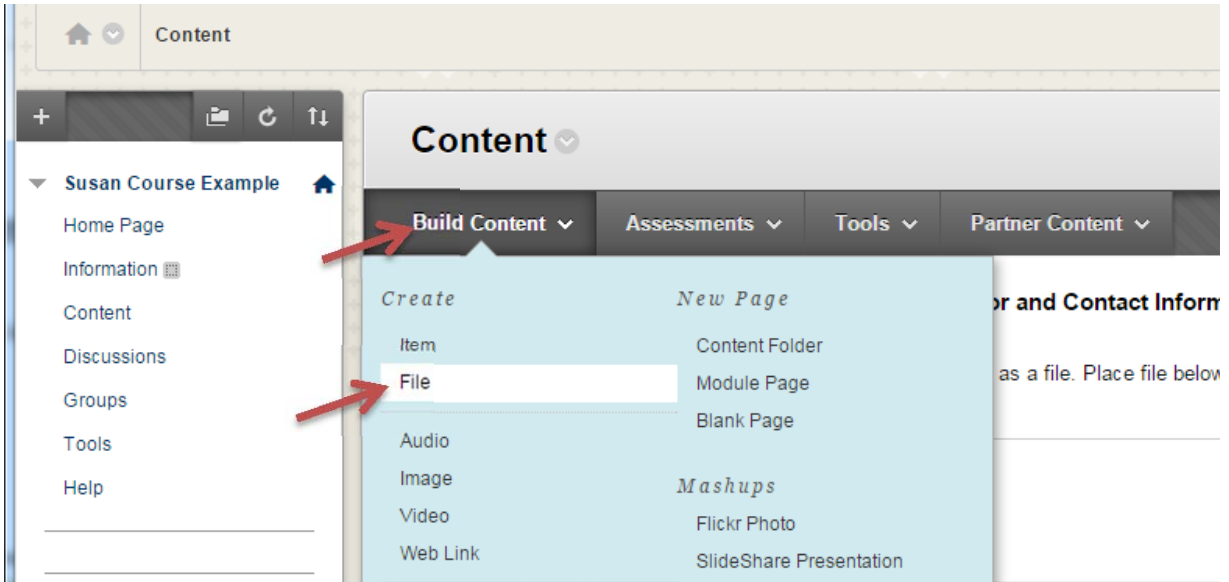 Content
Susan Course Example
Home Page
Information
Content
Discussions
Groups
Tools
Help
Content
Build Content
Assessments
Tools
Partner Content
Create
Item
File
Audio
Image
Video
Web Link
New Page
Content Folder
Module Page
Blank Page
Mashups
Flickr Photo
SlideShare Presentation
or and Contact Inform
as a file. Place file below